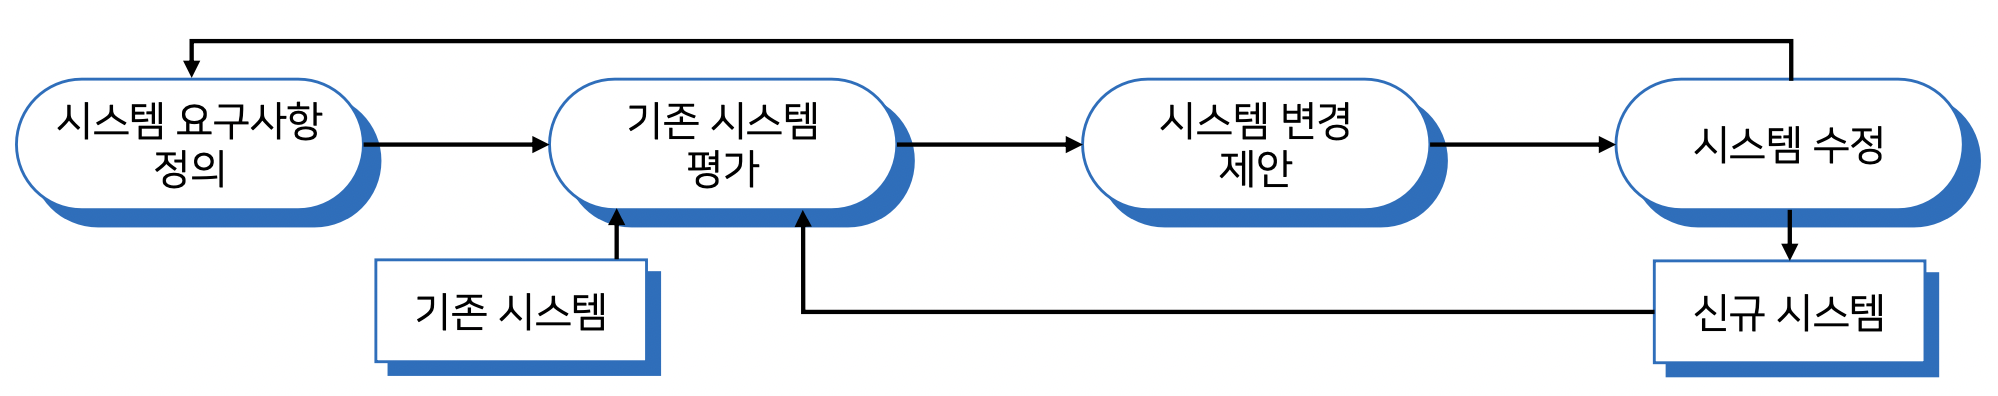 시스템 요구사항
정의
기존 시스템
평가
시스템 변경
제안
시스템 수정
기존 시스템
신규 시스템